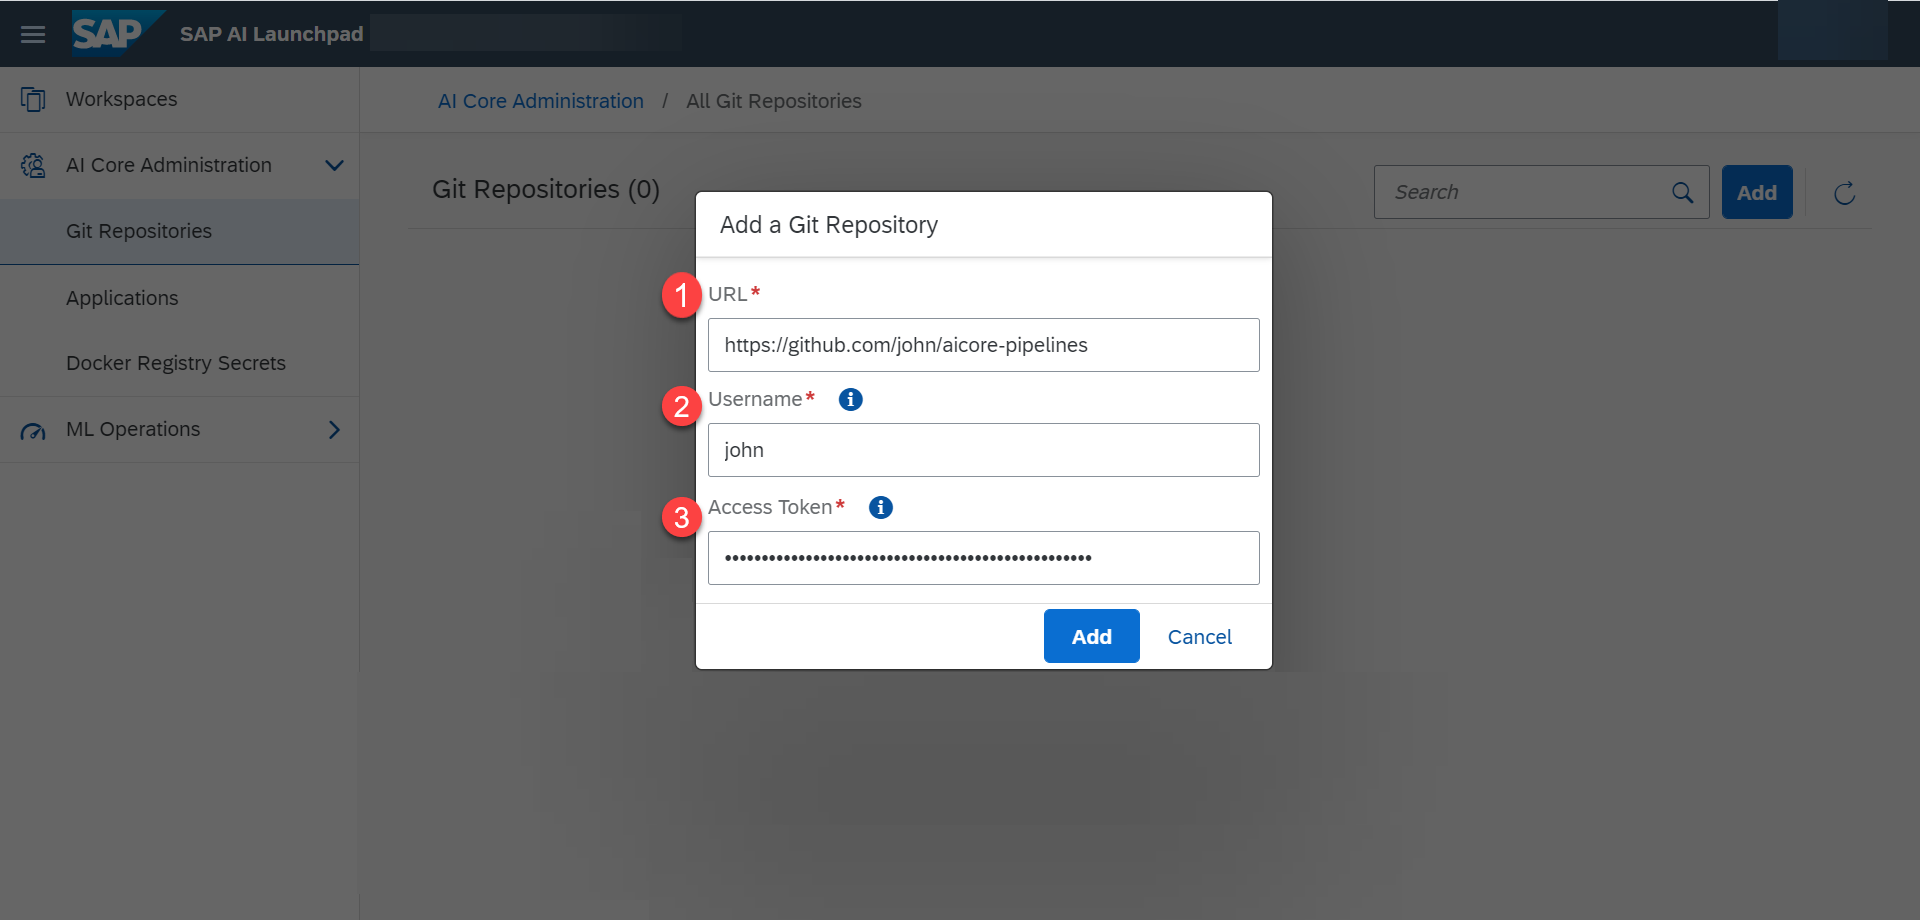 SAP SAP AI Launchpad
Workspaces
AI Core Administration
Git Repositories
Applications
Docker Registry Secrets
ML Operations
AI Core Administration / All Git Repositories
Git Repositories (0)
Search
Add
Add a Git Repository
1 URL*
https://github.com/john/aicore-pipelines
2 Username*
john
3 Access Token*
••••••••••••••••••••••••••••••••••••••••••••••••••
Add Cancel